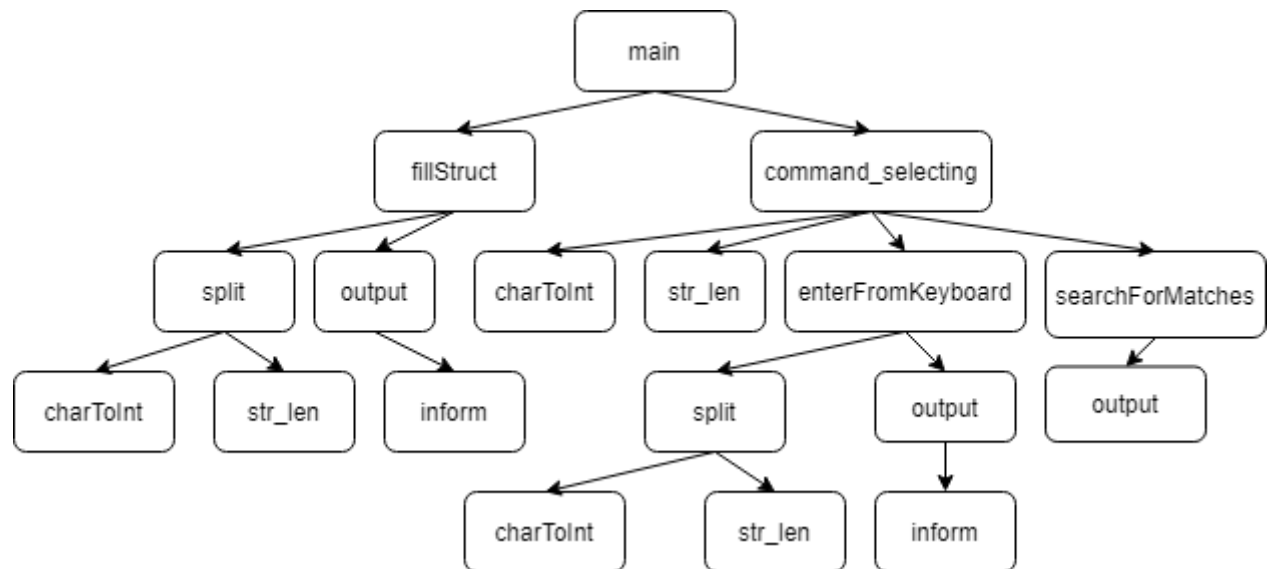 main
fillStruct
command_selecting
split
output
charToInt
str_len
enterFromKeyboard
searchForMatches
charToInt
str_len
inform
split
output
output
charToInt
str_len
inform